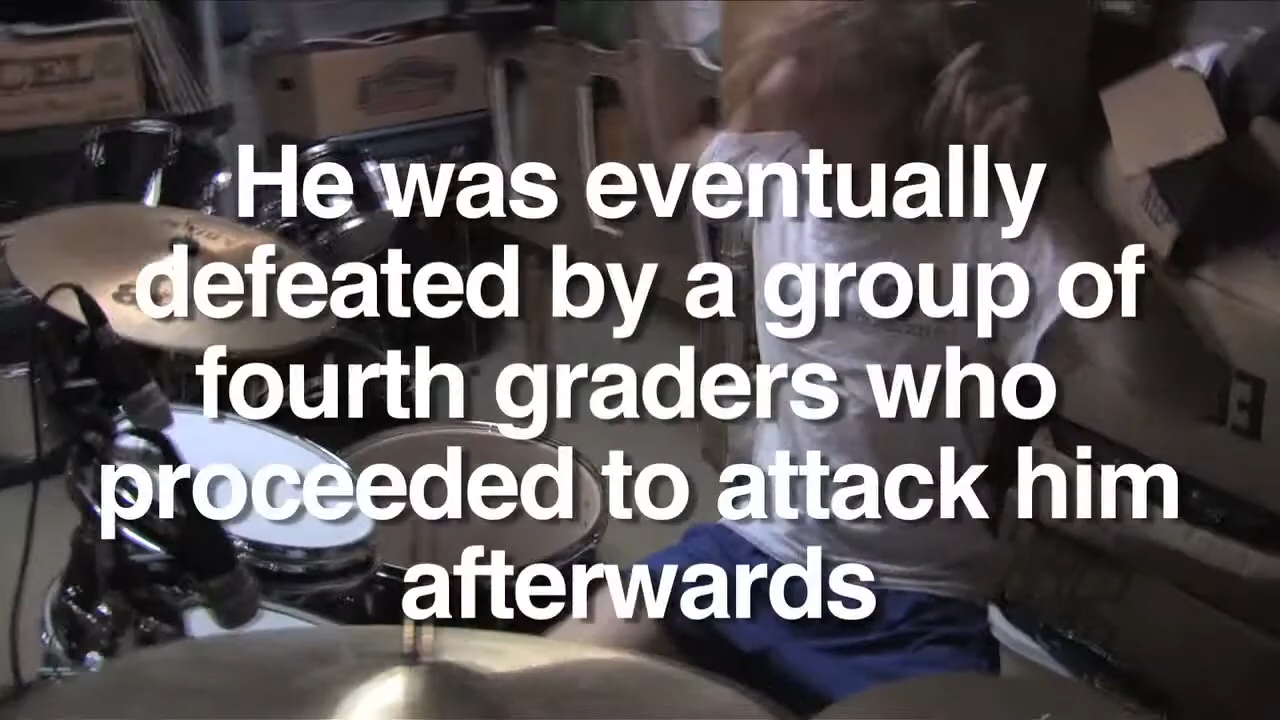 He was eventually
defeated by a group of
fourth graders who
proceeded to attack him
afterwards